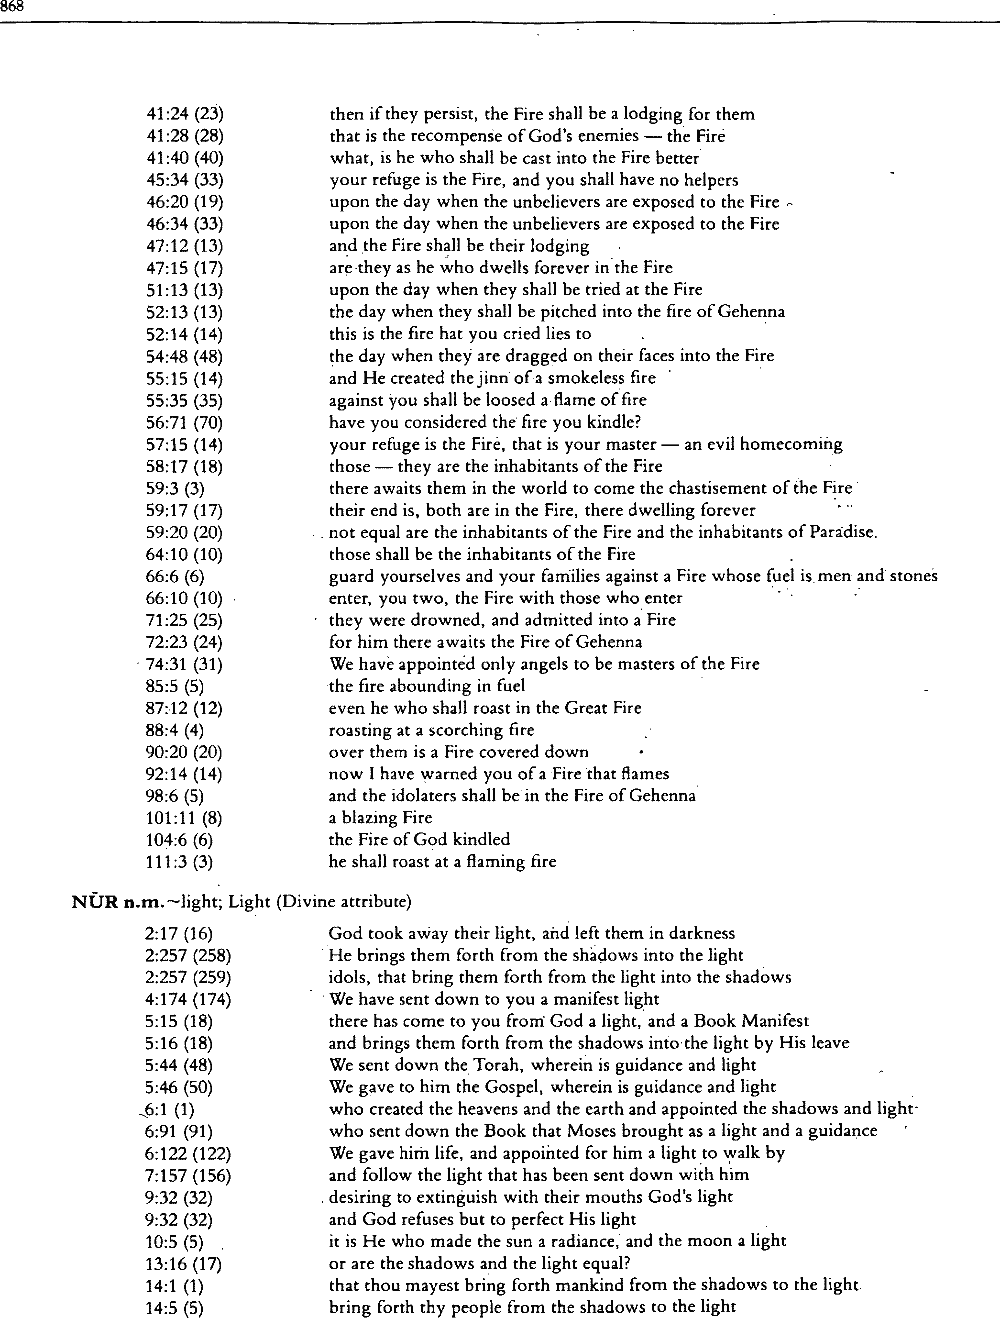 868
41:24 (23) then if they persist, the Fire shall be a lodging for them
41:28 (28) that is the recompense of God's enemies — the Fire
41:40 (40) what, is he who shall be cast into the Fire better
45:34 (33) your refuge is the Fire, and you shall have no helpers
46:20 (19) upon the day when the unbelievers are exposed to the Fire
46:34 (33) upon the day when the unbelievers are exposed to the Fire
47:12 (13) and the Fire shall be their lodging
47:15 (17) are they as he who dwells forever in the Fire
51:13 (13) upon the day when they shall be tried at the Fire
52:13 (13) the day when they shall be pitched into the fire of Gehenna
52:14 (14) this is the fire hat you cried lies to
54:48 (48) the day when they are dragged on their faces into the Fire
55:15 (14) and He created the jinn of a smokeless fire
55:35 (35) against you shall be loosed a flame of fire
56:71 (70) have you considered the fire you kindle?
57:15 (14) your refuge is the Fire, that is your master — an evil homecoming
58:17 (18) those — they are the inhabitants of the Fire
59:3 (3) there awaits them in the world to come the chastisement of the Fire
59:17 (17) their end is, both are in the Fire, there dwelling forever
59:20 (20) not equal are the inhabitants of the Fire and the inhabitants of Paradise.
64:10 (10) those shall be the inhabitants of the Fire
66:6 (6) guard yourselves and your families against a Fire whose fuel is men and stones
66:10 (10) enter, you two, the Fire with those who enter
71:25 (25) they were drowned, and admitted into a Fire
72:23 (24) for him there awaits the Fire of Gehenna
74:31 (31) We have appointed only angels to be masters of the Fire
85:5 (5) the fire abounding in fuel
87:12 (12) even he who shall roast in the Great Fire
88:4 (4) roasting at a scorching fire
90:20 (20) over them is a Fire covered down
92:14 (14) now I have warned you of a Fire that flames
98:6 (5) and the idolaters shall be in the Fire of Gehenna
101:11 (8) a blazing Fire
104:6 (6) the Fire of God kindled
111:3 (3) he shall roast at a flaming fire
NŪR n.m.~light; Light (Divine attribute)
2:17 (16) God took away their light, and left them in darkness
2:257 (258) He brings them forth from the shadows into the light
2:257 (259) idols, that bring them forth from the light into the shadows
4:174 (174) We have sent down to you a manifest light
5:15 (18) there has come to you from God a light, and a Book Manifest
5:16 (18) and brings them forth from the shadows into the light by His leave
5:44 (48) We sent down the Torah, wherein is guidance and light
5:46 (50) We gave to him the Gospel, wherein is guidance and light
6:1 (1) who created the heavens and the earth and appointed the shadows and light
6:91 (91) who sent down the Book that Moses brought as a light and a guidance
6:122 (122) We gave him life, and appointed for him a light to walk by
7:157 (156) and follow the light that has been sent down with him
9:32 (32) desiring to extinguish with their mouths God's light
9:32 (32) and God refuses but to perfect His light
10:5 (5) it is He who made the sun a radiance, and the moon a light
13:16 (17) or are the shadows and the light equal?
14:1 (1) that thou mayest bring forth mankind from the shadows to the light
14:5 (5) bring forth thy people from the shadows to the light